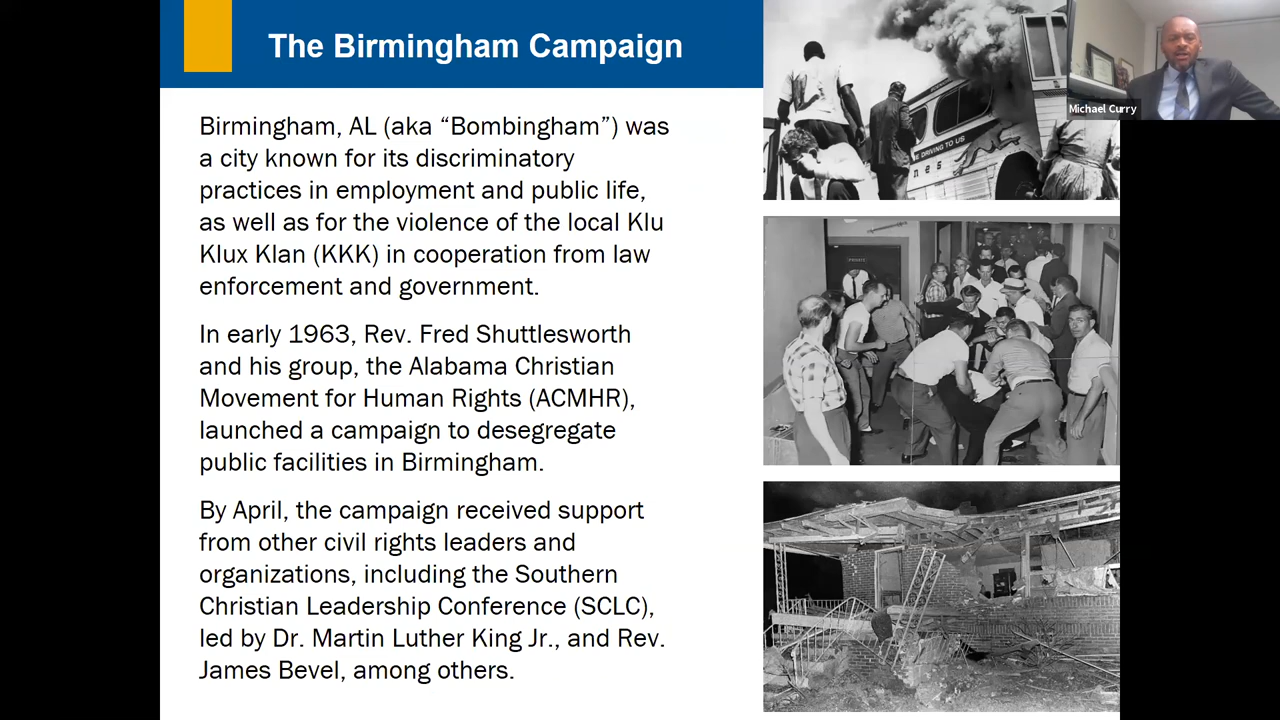 The Birmingham Campaign
Birmingham, AL (aka “Bombingham”) was
a city known for its discriminatory
practices in employment and public life,
as well as for the violence of the local Klu
Klux Klan (KKK) in cooperation from law
enforcement and government.
In early 1963, Rev. Fred Shuttlesworth
and his group, the Alabama Christian
Movement for Human Rights (ACMHR),
launched a campaign to desegregate
public facilities in Birmingham.
By April, the campaign received support
from other civil rights leaders and
organizations, including the Southern
Christian Leadership Conference (SCLC),
led by Dr. Martin Luther King Jr., and Rev.
James Bevel, among others.
Michael Curry
DRIVING TO US
nes
PRIVATE